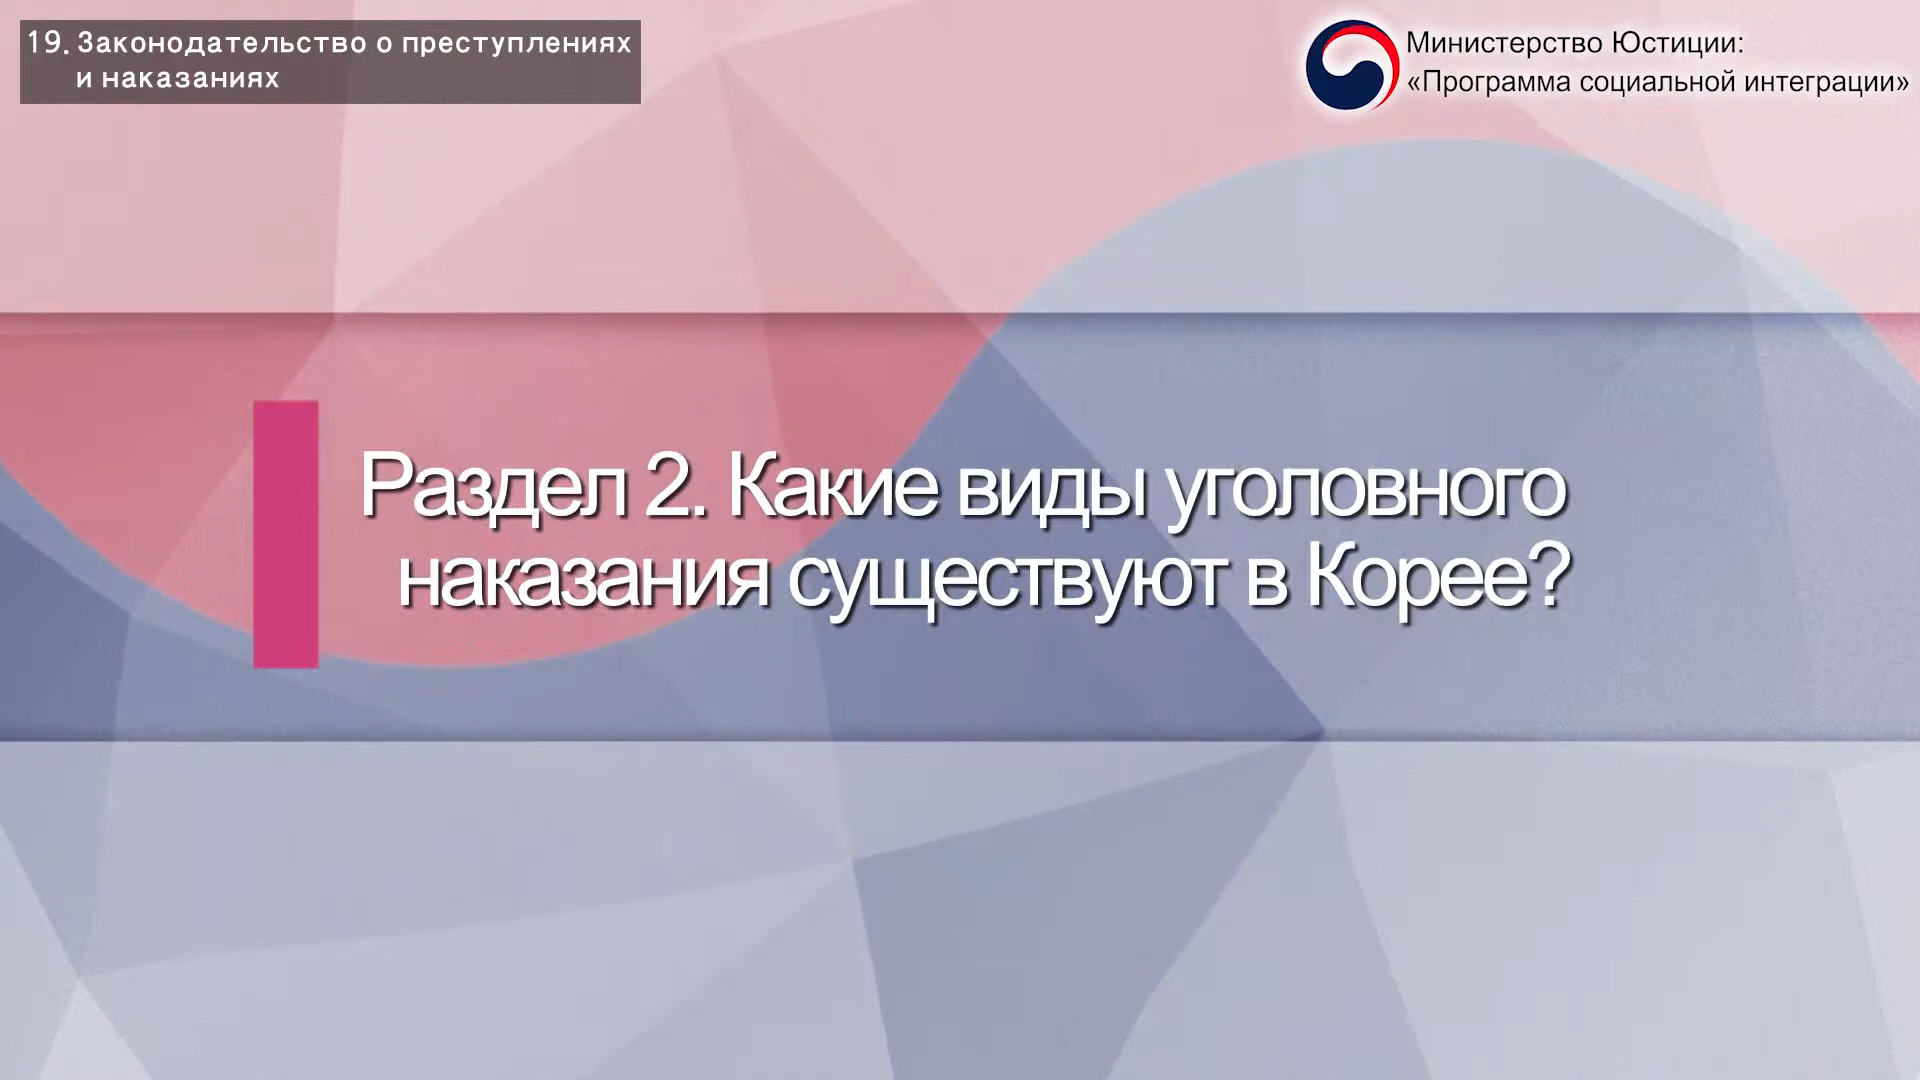 19. Законодательство о преступлениях
и наказаниях
Министерство Юстиции:
«Программа социальной интеграции»
Раздел 2. Какие виды уголовного
наказания существуют в Корее?